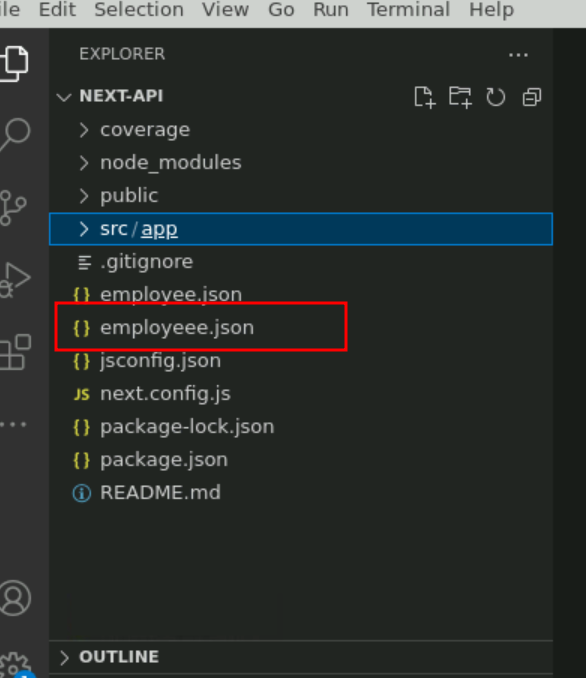 ile Edit Selection View Go Run Terminal Help
EXPLORER
NEXT-API
coverage
node_modules
public
src/app
.gitignore
employee.json
employeee.json
jsconfig.json
JS next.config.js
package-lock.json
package.json
README.md
OUTLINE